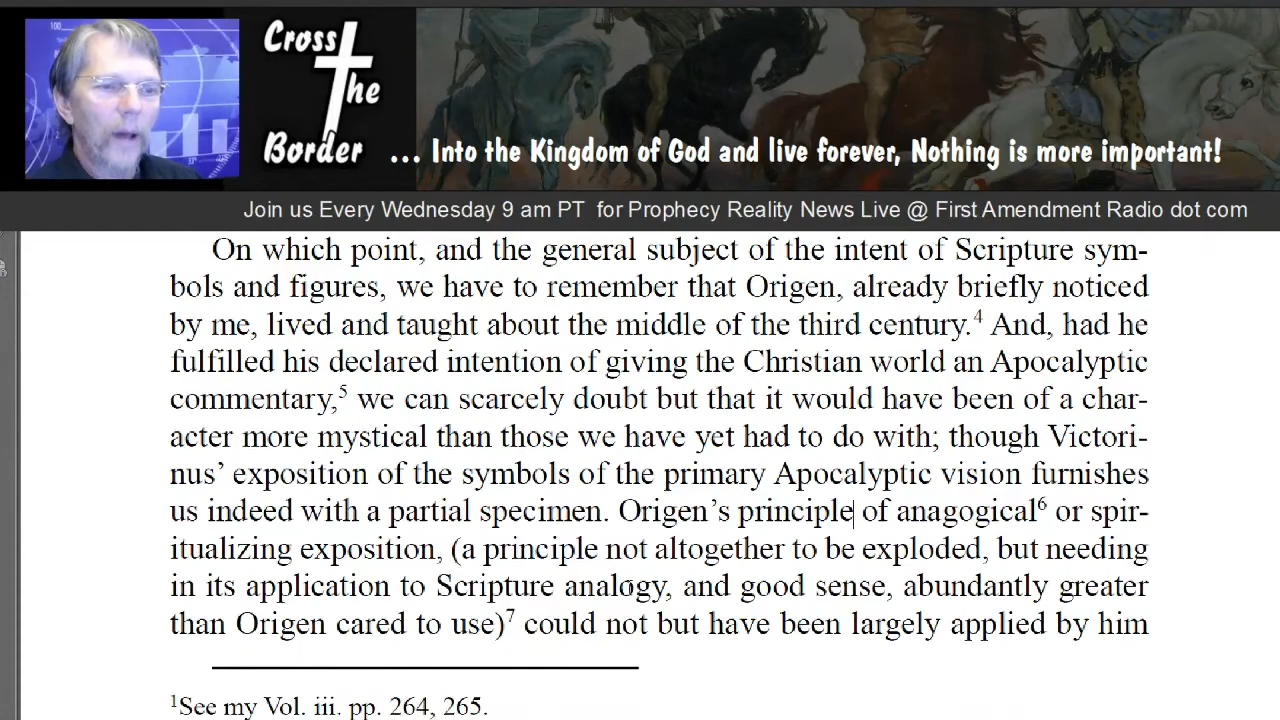 Cross
The
Border
... Into the Kingdom of God and live forever, Nothing is more important!
Join us Every Wednesday 9 am PT for Prophecy Reality News Live @ First Amendment Radio dot com
On which point, and the general subject of the intent of Scripture sym-
bols and figures, we have to remember that Origen, already briefly noticed
by me, lived and taught about the middle of the third century.4 And, had he
fulfilled his declared intention of giving the Christian world an Apocalyptic
commentary,5 we can scarcely doubt but that it would have been of a char-
acter more mystical than those we have yet had to do with; though Victori-
nus’ exposition of the symbols of the primary Apocalyptic vision furnishes
us indeed with a partial specimen. Origen’s principle of anagogical6 or spir-
itualizing exposition, (a principle not altogether to be exploded, but needing
in its application to Scripture analogy, and good sense, abundantly greater
than Origen cared to use)7 could not but have been largely applied by him
1See my Vol. iii. pp. 264, 265.